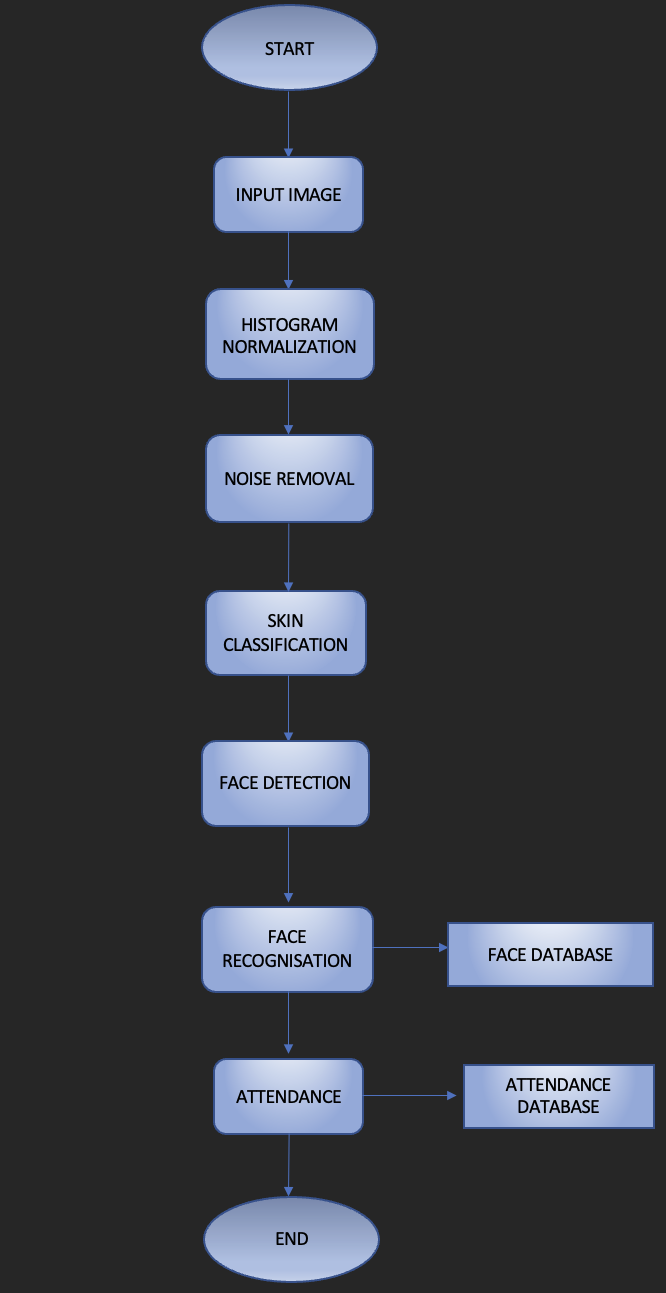 START
INPUT IMAGE
HISTOGRAM
NORMALIZATION
NOISE REMOVAL
SKIN
CLASSIFICATION
FACE DETECTION
FACE
RECOGNISATION
FACE DATABASE
ATTENDANCE
ATTENDANCE
DATABASE
END